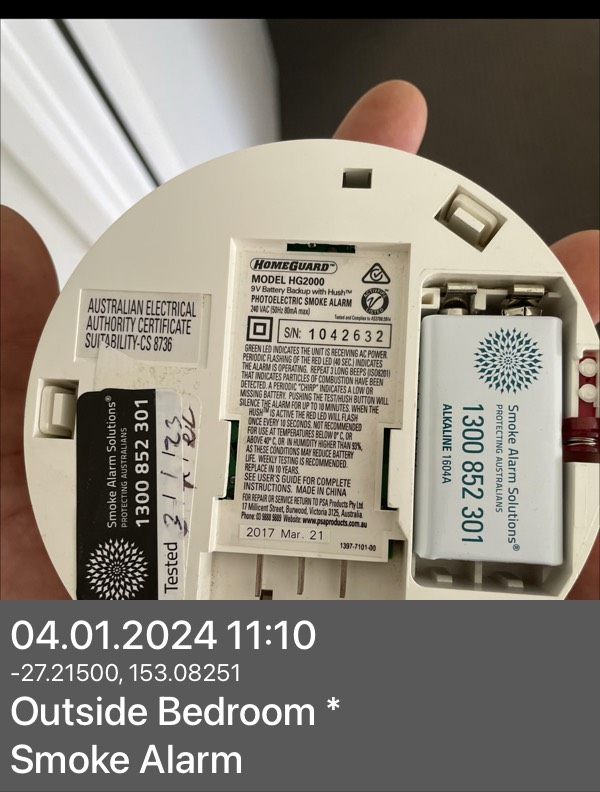 HOMEGUARD™
MODEL HG2000
9V Battery Backup with Hush™
PHOTOELECTRIC SMOKE ALARM
240 VAC (50Hz 80mA max)
S/N: 1042632
GREEN LED INDICATES THE UNIT IS RECEIVING AC POWER.
PERIODIC FLASHING OF THE RED LED (40 SEC.) INDICATES
THE ALARM IS OPERATING. REPEAT 3 LONG BEEPS (ISO8201)
INDICATES THAT PARTICLES OF COMBUSTION HAVE BEEN
DETECTED. A PERIODIC "CHIRP" INDICATES A LOW OR
MISSING BATTERY. PUSHING THE TEST/HUSH BUTTON WILL
SILENCE THE ALARM FOR UP TO 10 MINUTES. WHEN THE
HUSH™ IS ACTIVE THE RED LED WILL FLASH
ONCE EVERY 10 SECONDS. NOT RECOMMENDED
FOR USE AT TEMPERATURES BELOW 0° C, OR
ABOVE 40° C, OR IN HUMIDITY HIGHER THAN 93%,
AS THESE CONDITIONS MAY REDUCE BATTERY
LIFE. WEEKLY TESTING IS RECOMMENDED.
REPLACE IN 10 YEARS.
SEE USER'S GUIDE FOR COMPLETE
INSTRUCTIONS. MADE IN CHINA
FOR REPAIR OR SERVICE RETURN TO PSA Products Pty Ltd
17 Millicent Street, Burwood, Victoria 3125, Australia.
Website: www.psaproducts.com.au
2017 Mar. 21
1397-7101-00
AUSTRALIAN ELECTRICAL
AUTHORITY CERTIFICATE
SUITABILITY-CS 8736
Smoke Alarm Solutions®
PROTECTING AUSTRALIANS
1300 852 301
Tested 3/1/23
Smoke Alarm Solutions®
PROTECTING AUSTRALIANS
1300 852 301
ALKALINE 1604A
04.01.2024 11:10
-27.21500, 153.08251
Outside Bedroom *
Smoke Alarm